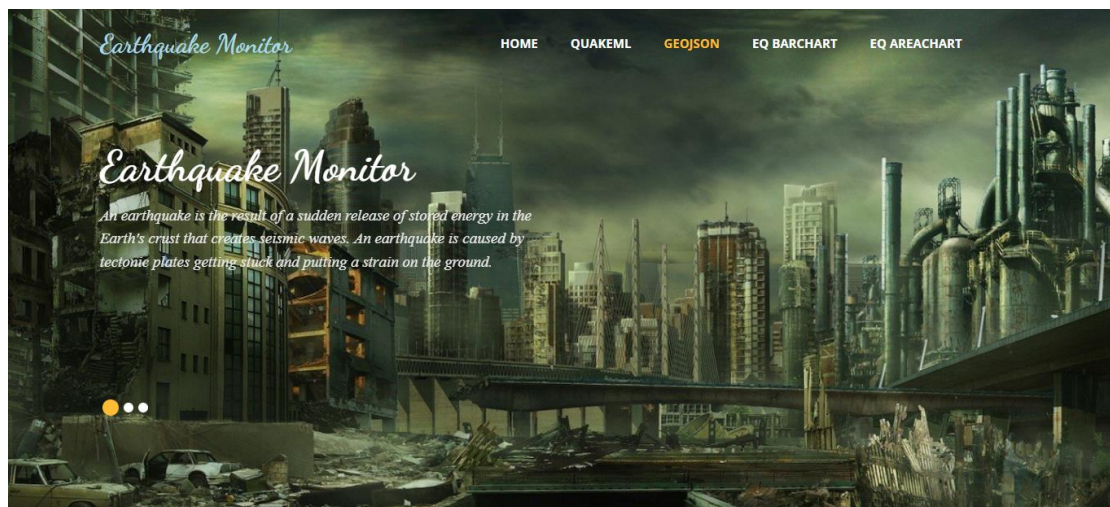 Earthquake Monitor
HOME QUAKEML GEOJSON EQ BARCHART EQ AREACHART
Earthquake Monitor
An earthquake is the result of a sudden release of stored energy in the
Earth's crust that creates seismic waves. An earthquake is caused by
tectonic plates getting stuck and putting a strain on the ground.